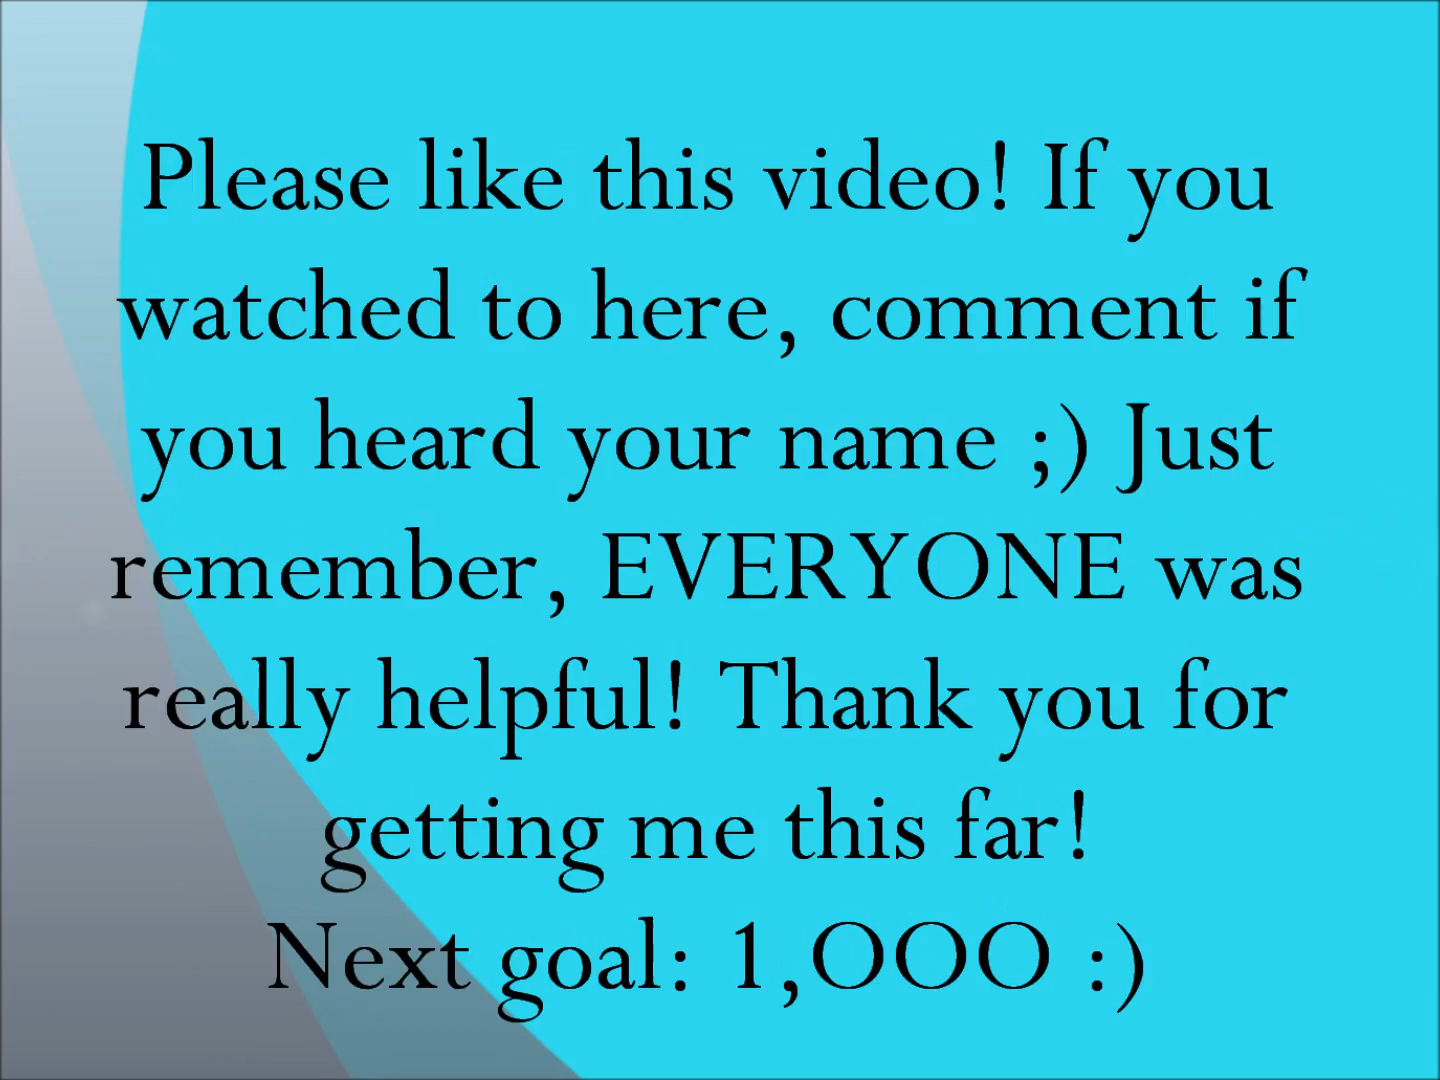 Please like this video! If you
watched to here, comment if
you heard your name ;) Just
remember, EVERYONE was
really helpful! Thank you for
getting me this far!
Next goal: 1,OOO :)